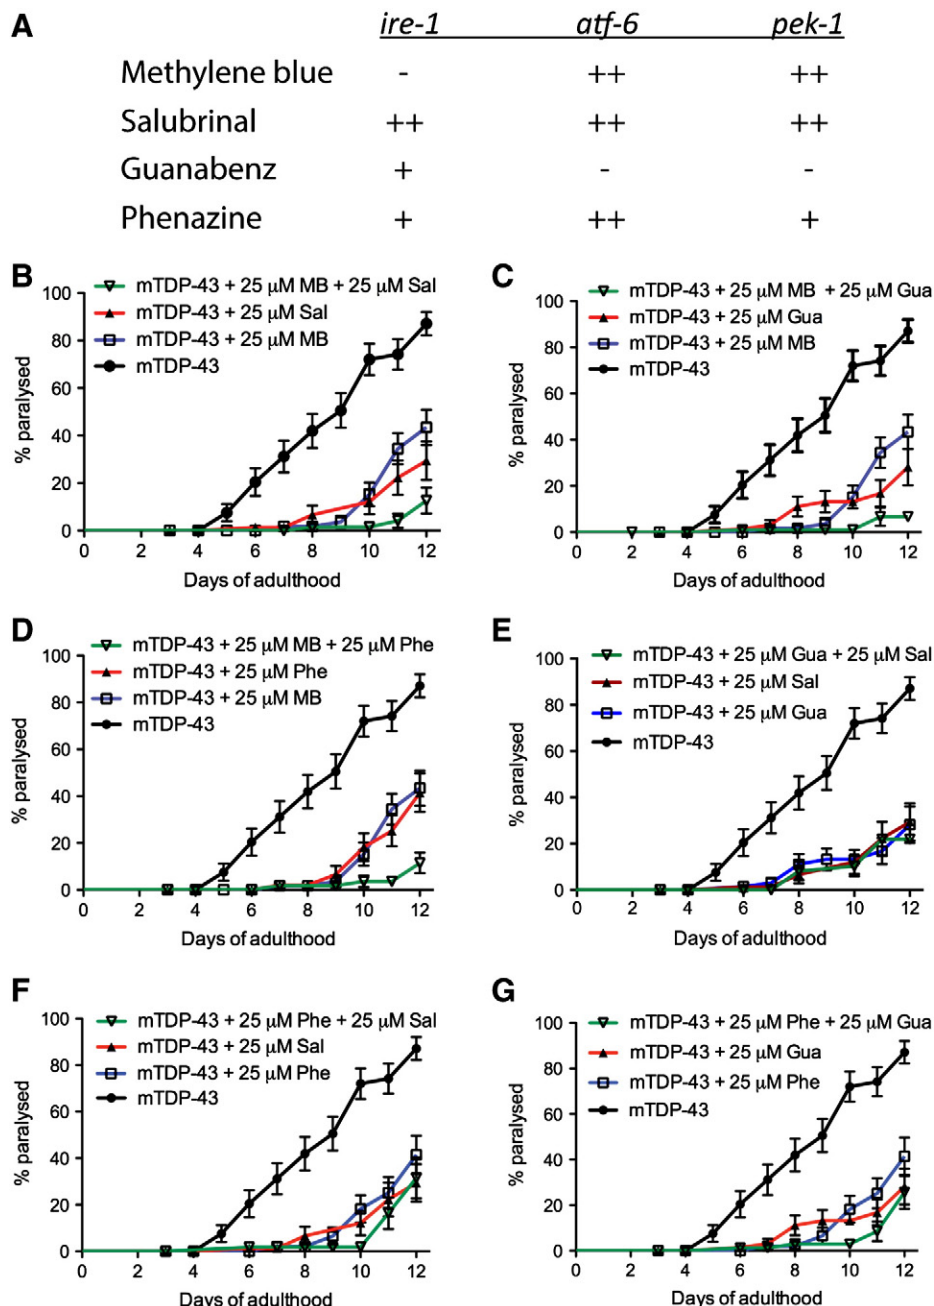 A
ire-1 atf-6 pek-1
Methylene blue - ++ ++
Salubrinal ++ ++ ++
Guanabenz + - -
Phenazine + ++ +
B
mTDP-43 + 25 μM MB + 25 μM Sal
mTDP-43 + 25 μM Sal
mTDP-43 + 25 μM MB
mTDP-43
100
80
60
40
20
0
% paralysed
0 2 4 6 8 10 12
Days of adulthood
C
mTDP-43 + 25 μM MB + 25 μM Gua
mTDP-43 + 25 μM Gua
mTDP-43 + 25 μM MB
mTDP-43
100
80
60
40
20
0
% paralysed
0 2 4 6 8 10 12
Days of adulthood
D
mTDP-43 + 25 μM MB + 25 μM Phe
mTDP-43 + 25 μM Phe
mTDP-43 + 25 μM MB
mTDP-43
100
80
60
40
20
0
% paralysed
0 2 4 6 8 10 12
Days of adulthood
E
mTDP-43 + 25 μM Gua + 25 μM Sal
mTDP-43 + 25 μM Sal
mTDP-43 + 25 μM Gua
mTDP-43
100
80
60
40
20
0
% paralysed
0 2 4 6 8 10 12
Days of adulthood
F
mTDP-43 + 25 μM Phe + 25 μM Sal
mTDP-43 + 25 μM Sal
mTDP-43 + 25 μM Phe
mTDP-43
100
80
60
40
20
0
% paralysed
0 2 4 6 8 10 12
Days of adulthood
G
mTDP-43 + 25 μM Phe + 25 μM Gua
mTDP-43 + 25 μM Gua
mTDP-43 + 25 μM Phe
mTDP-43
100
80
60
40
20
0
% paralysed
0 2 4 6 8 10 12
Days of adulthood